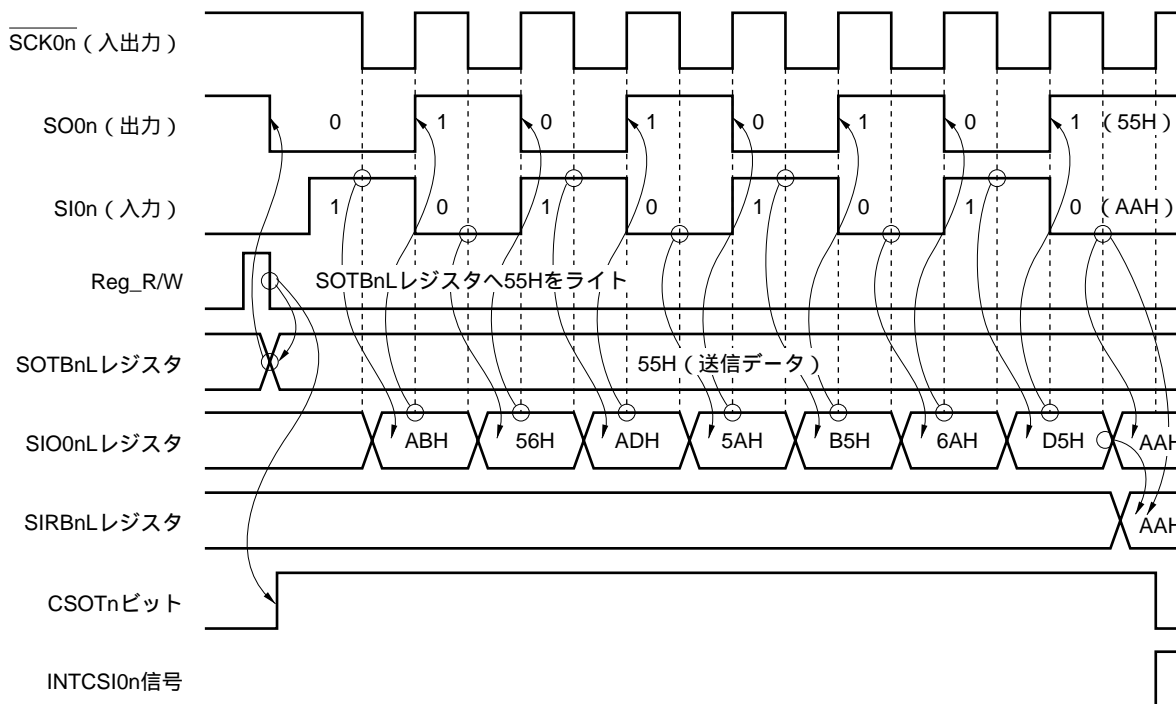 SCK0n（入出力）
SO0n（出力） 0 1 0 1 0 1 0 1 （55H）
SI0n（入力） 1 0 1 0 1 0 1 0 （AAH）
Reg_R/W SOTBnLレジスタへ55Hをライト
SOTBnLレジスタ 55H（送信データ）
SIO0nLレジスタ ABH 56H ADH 5AH B5H 6AH D5H AAH
SIRBnLレジスタ AAH
CSOTnビット
INTCSI0n信号